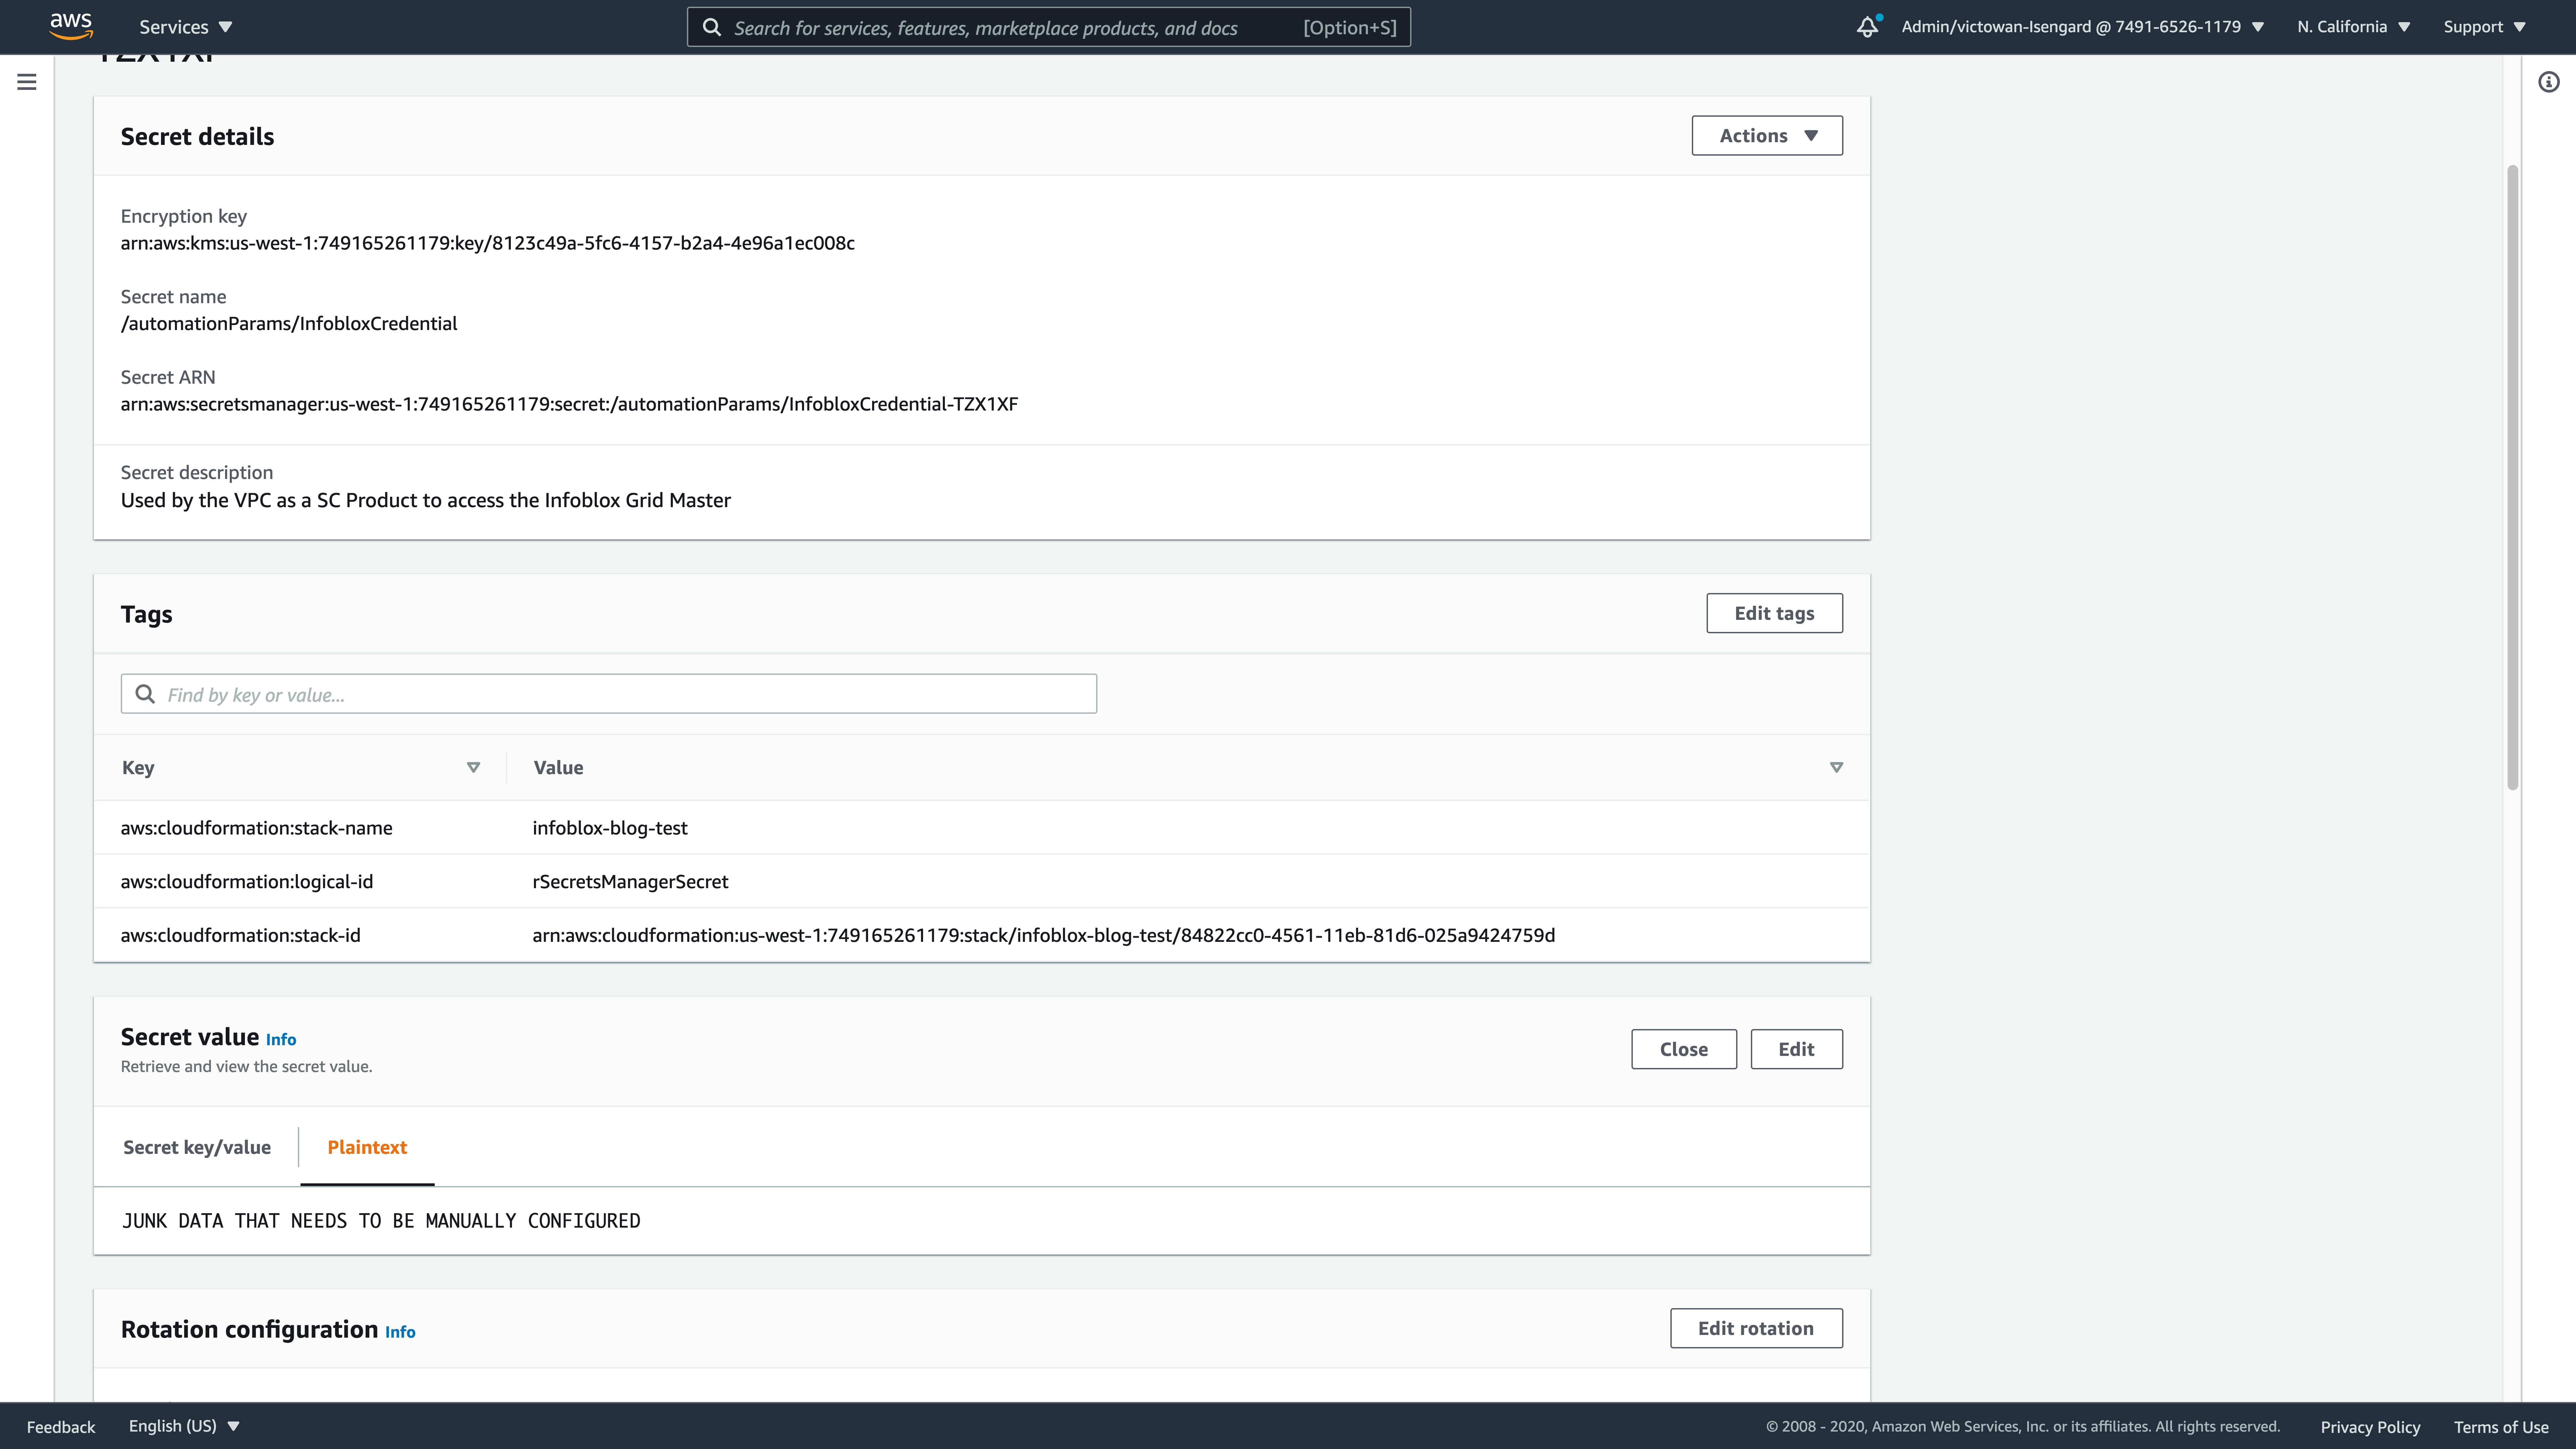 aws
Services
Search for services, features, marketplace products, and docs [Option+S]
Admin/victowan-Isengard @ 7491-6526-1179
N. California
Support
Secret details
Actions
Encryption key
arn:aws:kms:us-west-1:749165261179:key/8123c49a-5fc6-4157-b2a4-4e96a1ec008c
Secret name
/automationParams/InfobloxCredential
Secret ARN
arn:aws:secretsmanager:us-west-1:749165261179:secret:/automationParams/InfobloxCredential-TZX1XF
Secret description
Used by the VPC as a SC Product to access the Infoblox Grid Master
Tags
Edit tags
Find by key or value...
Key Value
aws:cloudformation:stack-name infoblox-blog-test
aws:cloudformation:logical-id rSecretsManagerSecret
aws:cloudformation:stack-id arn:aws:cloudformation:us-west-1:749165261179:stack/infoblox-blog-test/84822cc0-4561-11eb-81d6-025a9424759d
Secret value Info
Close Edit
Retrieve and view the secret value.
Secret key/value Plaintext
JUNK DATA THAT NEEDS TO BE MANUALLY CONFIGURED
Rotation configuration Info
Edit rotation
Feedback English (US) © 2008 - 2020, Amazon Web Services, Inc. or its affiliates. All rights reserved. Privacy Policy Terms of Use